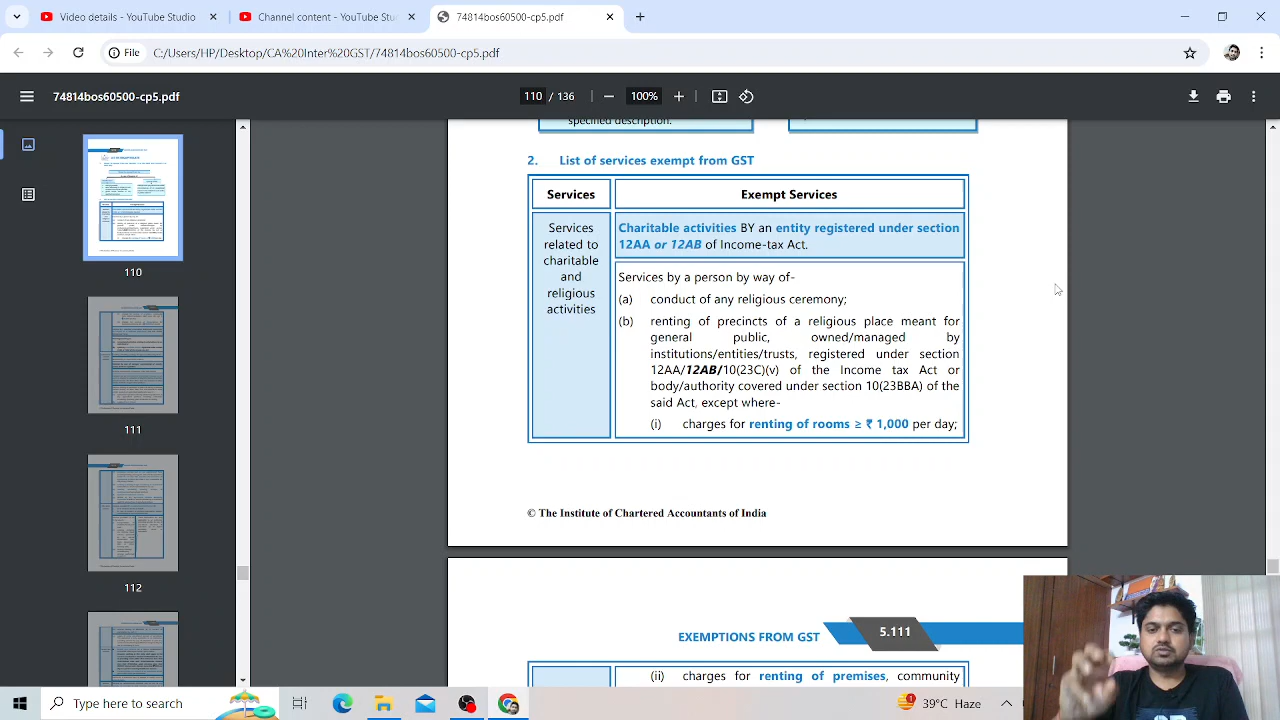 Video details - YouTube Studio
Channel content - YouTube Stu
74814bos60500-cp5.pdf
File
C:/Users/HP/Desktop/CA%20Inter%20GST/74814bos60500-cp5.pdf
74814bos60500-cp5.pdf
110 / 136
100%
specified description.
2. List of services exempt from GST
Services
Exempt Services
Services
related to
charitable
and
religious
activities
Charitable activities BY an entity registered under section
12AA or 12AB of Income-tax Act.
Services by a person by way of-
(a) conduct of any religious ceremony;
(b) renting of precincts of a religious place meant for
general public, owned/managed by
institutions/entities/trusts, registered under section
12AA/12AB/10(23C)(v) of the Income tax Act or
body/authority covered under section 10(23BBA) of the
said Act, except where-
(i) charges for renting of rooms ≥ ₹ 1,000 per day;
© The Institute of Chartered Accountants of India
EXEMPTIONS FROM GST
5.111
(ii) charges for renting of premises, community
110
111
112
Type here to search
39°C Haze